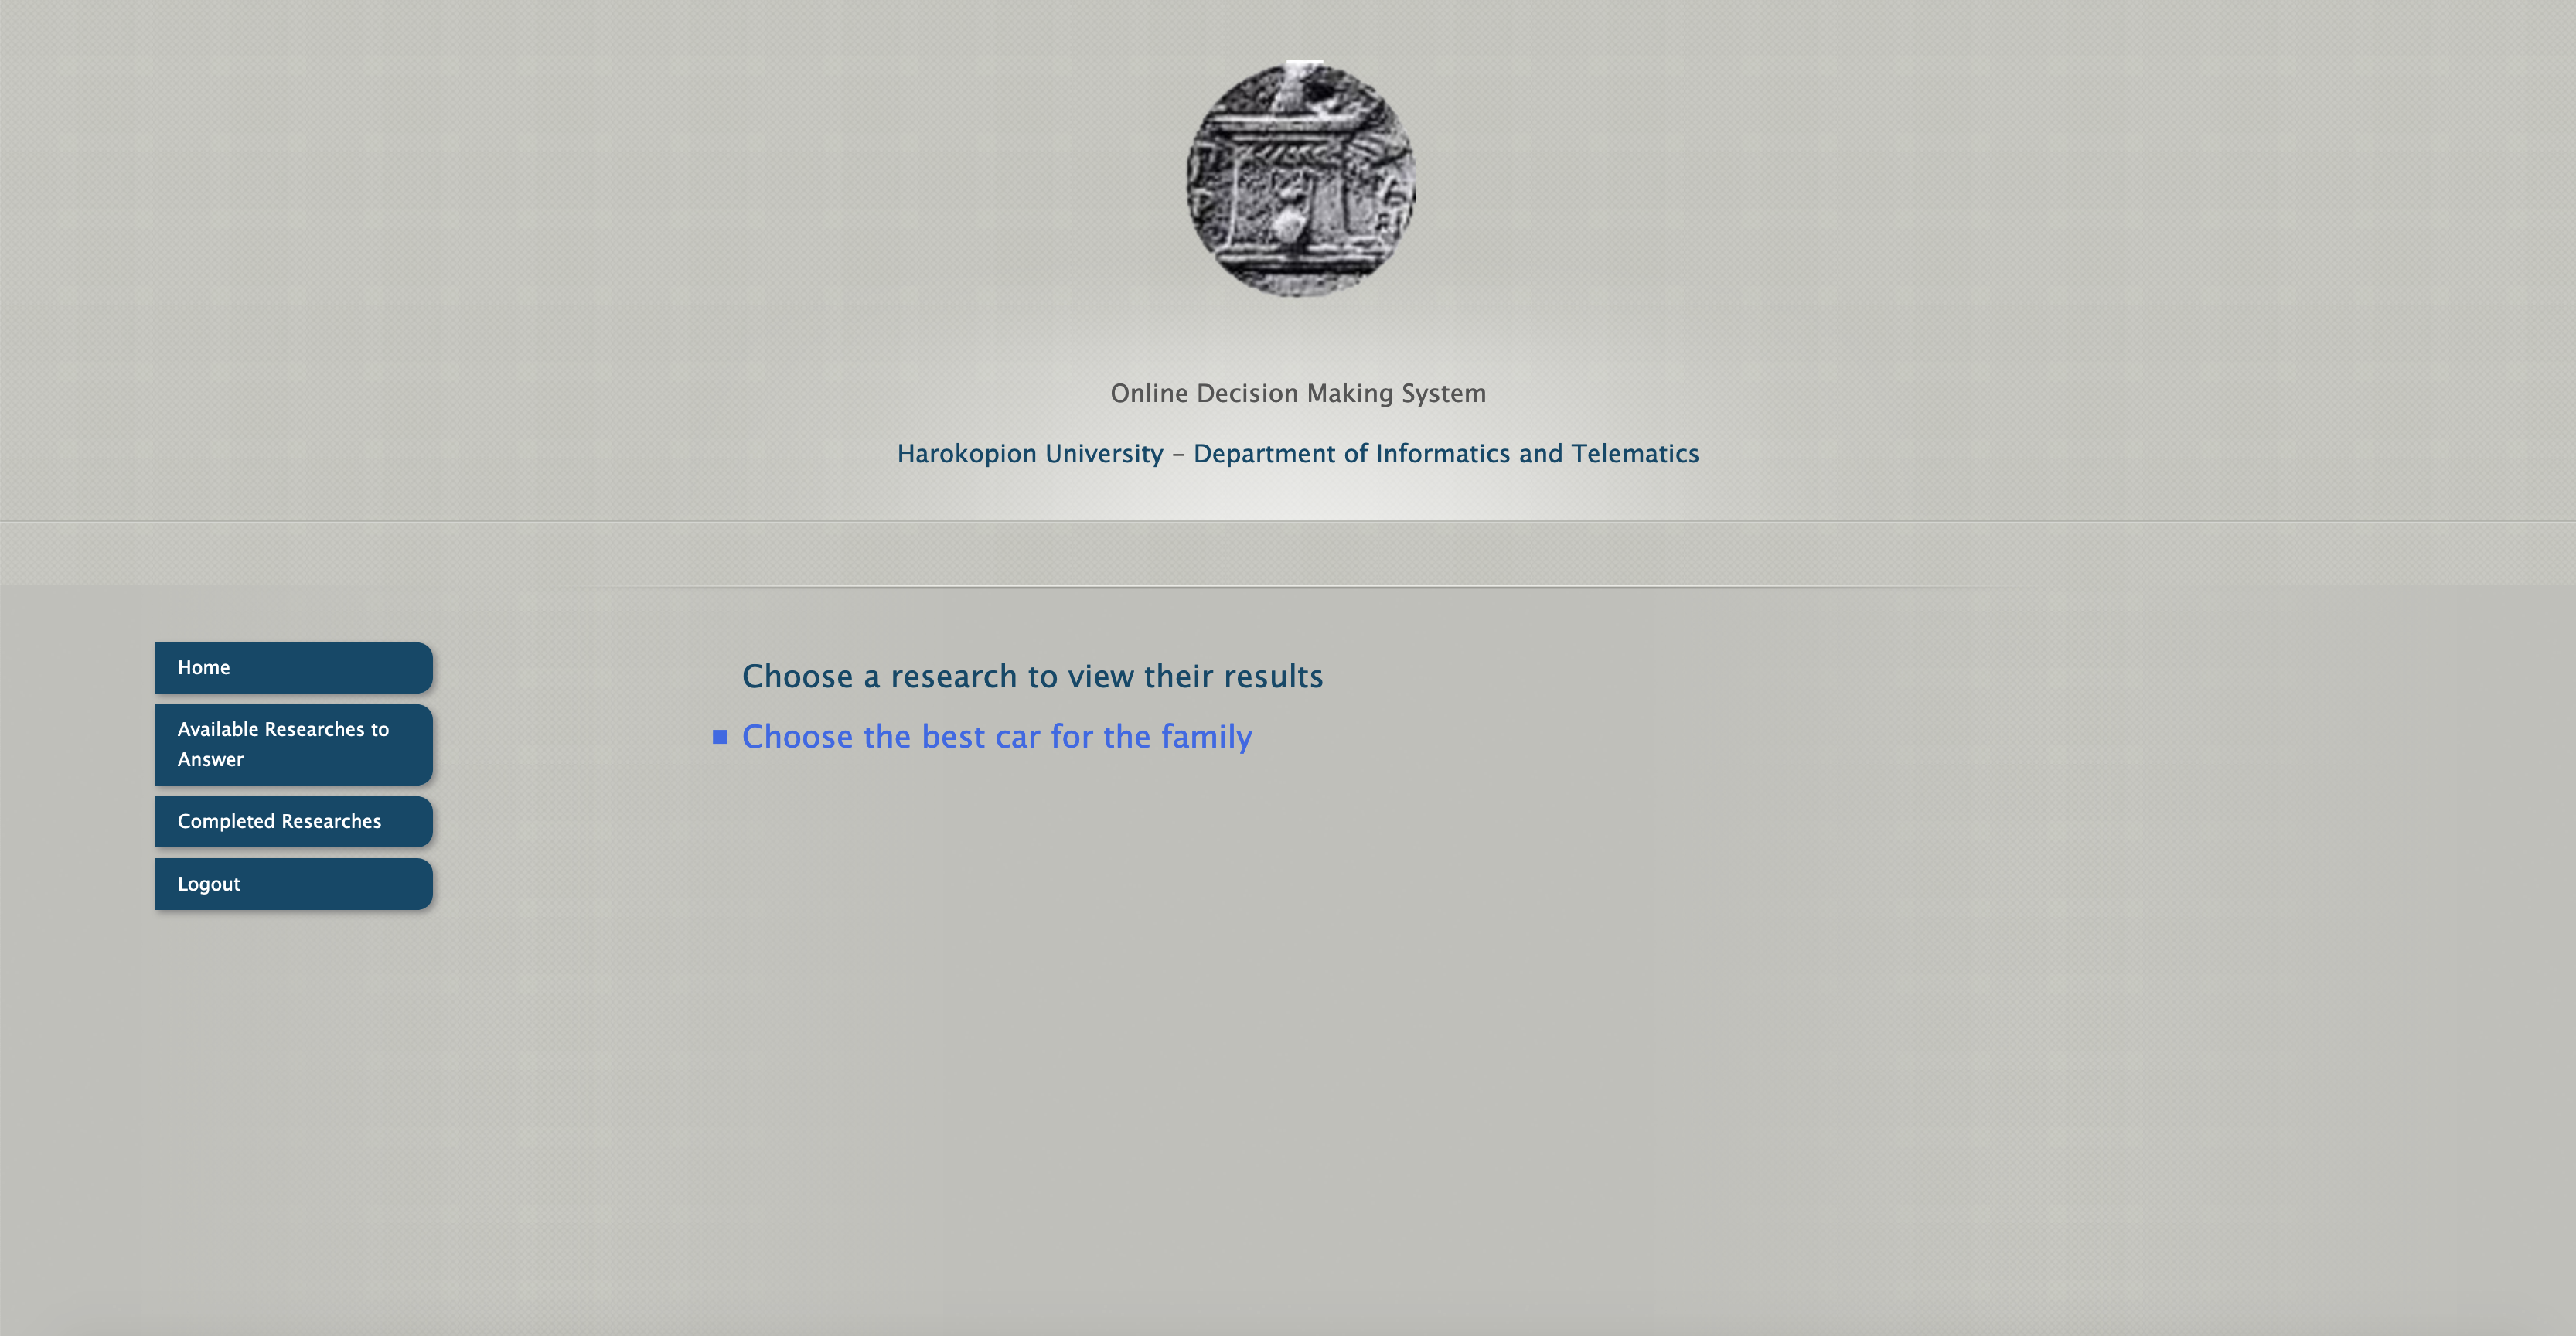 Online Decision Making System
Harokopion University – Department of Informatics and Telematics
Home
Available Researches to
Answer
Completed Researches
Logout
Choose a research to view their results
Choose the best car for the family